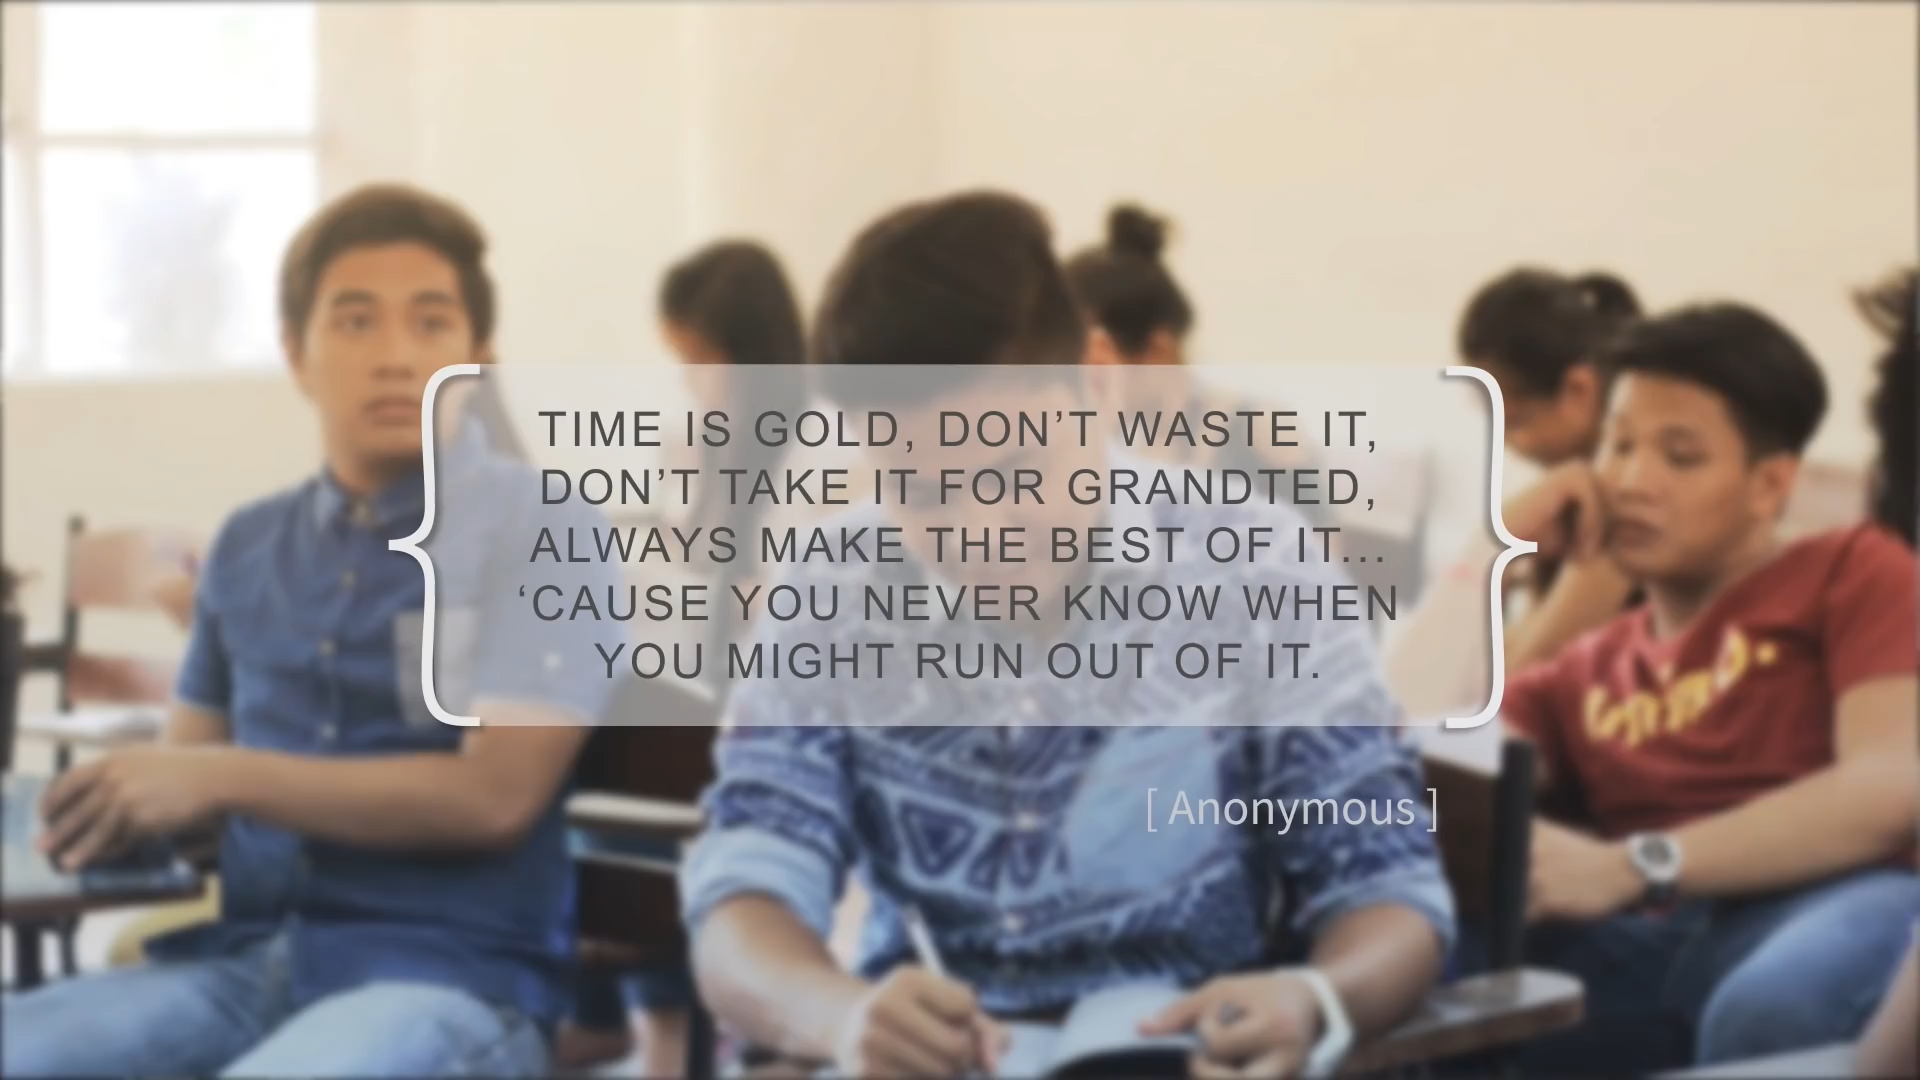 TIME IS GOLD, DON’T WASTE IT,
DON’T TAKE IT FOR GRANDTED,
ALWAYS MAKE THE BEST OF IT...
‘CAUSE YOU NEVER KNOW WHEN
YOU MIGHT RUN OUT OF IT.
[ Anonymous ]